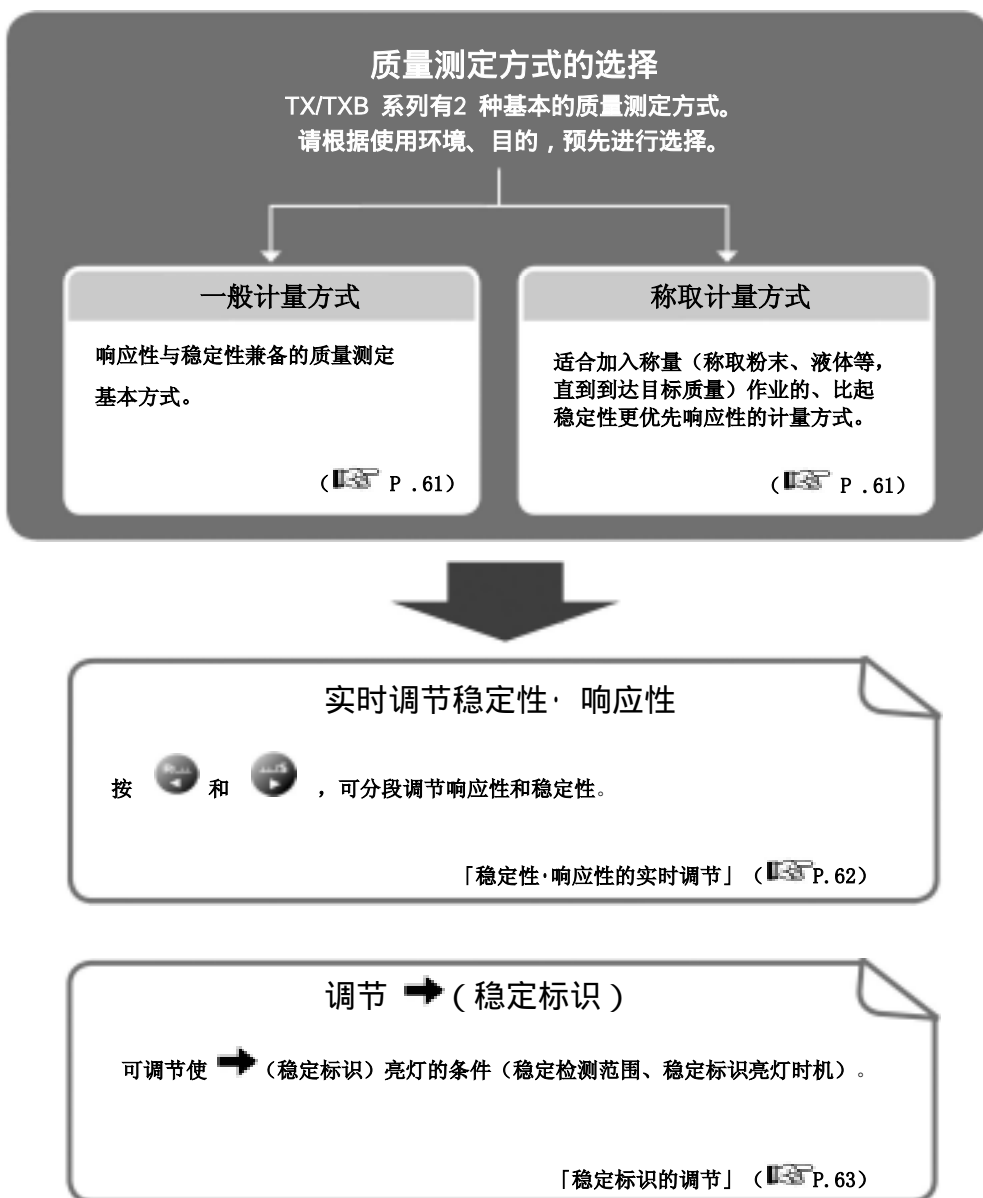 质量测定方式的选择
TX/TXB 系列有2 种基本的质量测定方式。
请根据使用环境、目的，预先进行选择。
一般计量方式
响应性与稳定性兼备的质量测定
基本方式。
（ P .61）
称取计量方式
适合加入称量（称取粉末、液体等，
直到到达目标质量）作业的、比起
稳定性更优先响应性的计量方式。
（ P .61）
实时调节稳定性· 响应性
按 和 ，可分段调节响应性和稳定性。
「稳定性·响应性的实时调节」（ P. 62）
调节 （稳定标识）
可调节使 （稳定标识）亮灯的条件（稳定检测范围、稳定标识亮灯时机）。
「稳定标识的调节」（ P. 63）